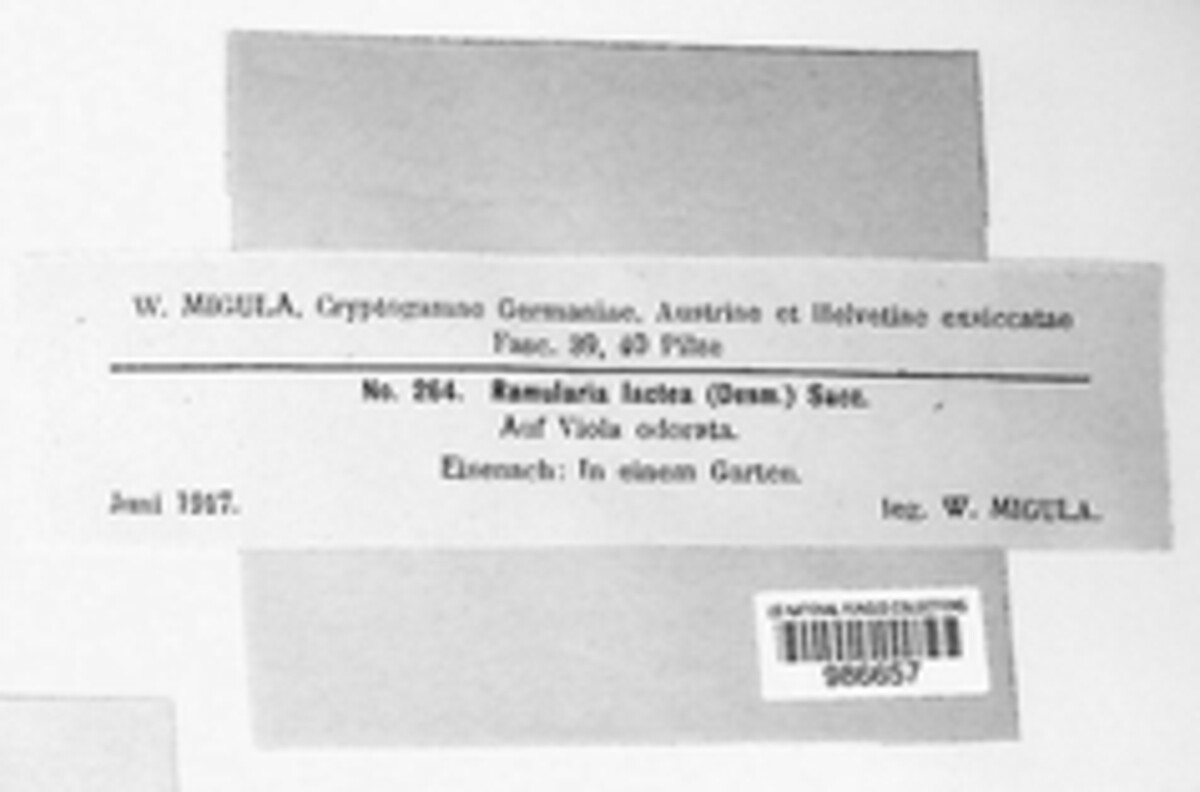 W. MIGULA, Cryptogamae Germaniae, Austriae et Helvetiae exsiccatae
Fasc. 39, 40 Pilze
No. 264. Ramularia lactea (Desm.) Sacc.
Auf Viola odorata.
Eisenach: In einem Garten.
Juni 1917.
leg. W. MIGULA.
US NATIONAL FUNGUS COLLECTIONS
986657